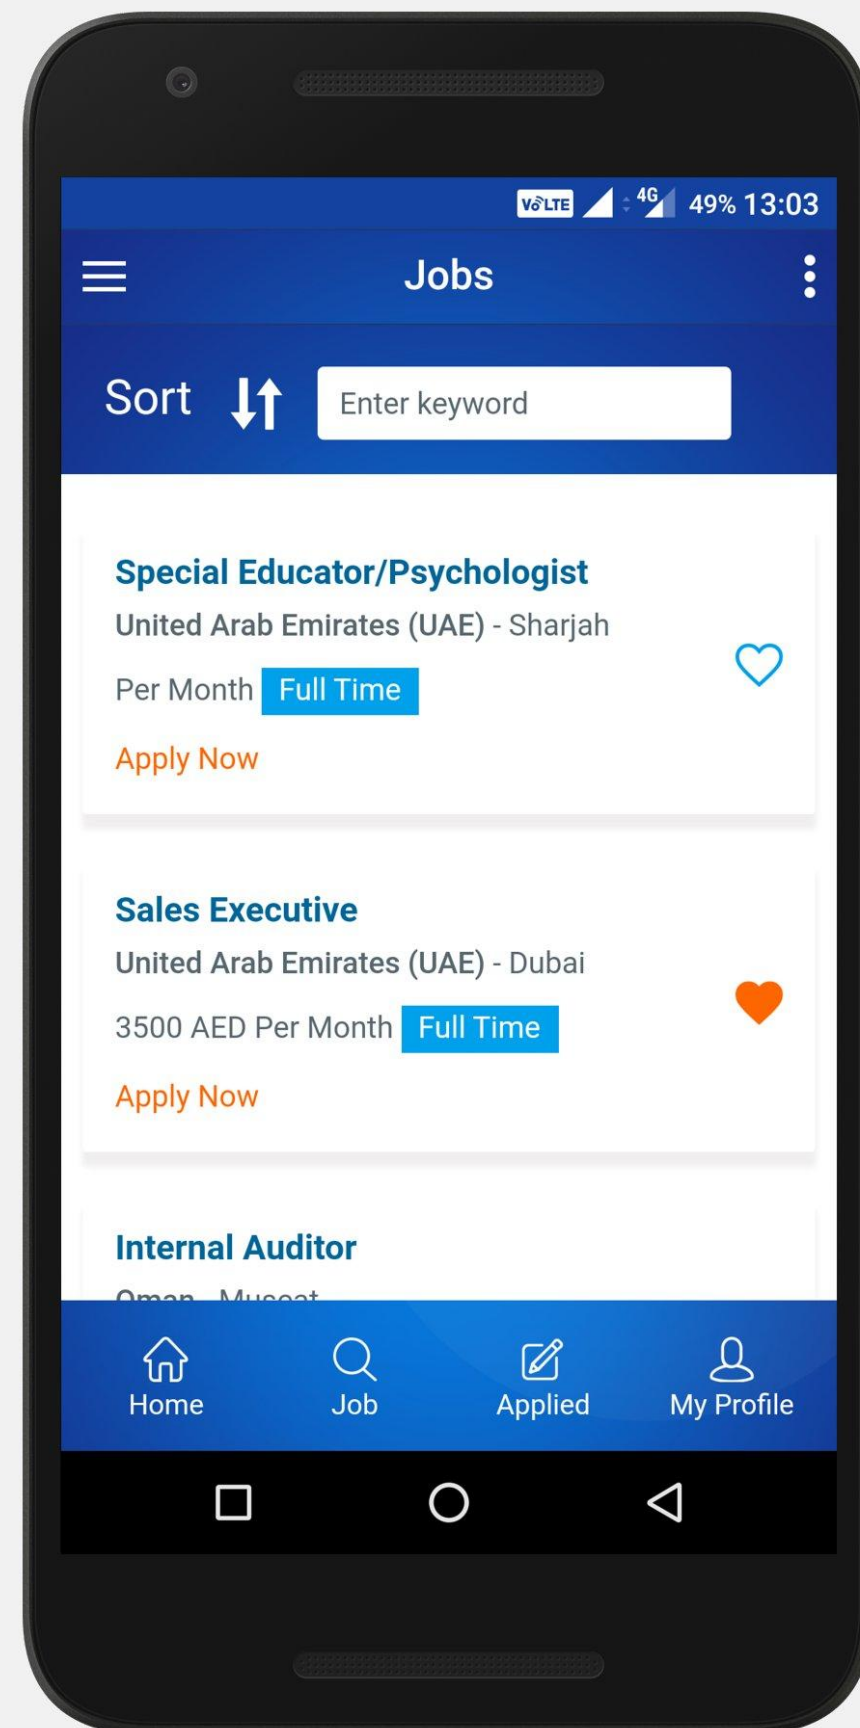 VoLTE 4G 49% 13:03
Jobs
Sort Enter keyword
Special Educator/Psychologist
United Arab Emirates (UAE) - Sharjah
Per Month Full Time
Apply Now
Sales Executive
United Arab Emirates (UAE) - Dubai
3500 AED Per Month Full Time
Apply Now
Internal Auditor
Oman - Muscat
Home Job Applied My Profile